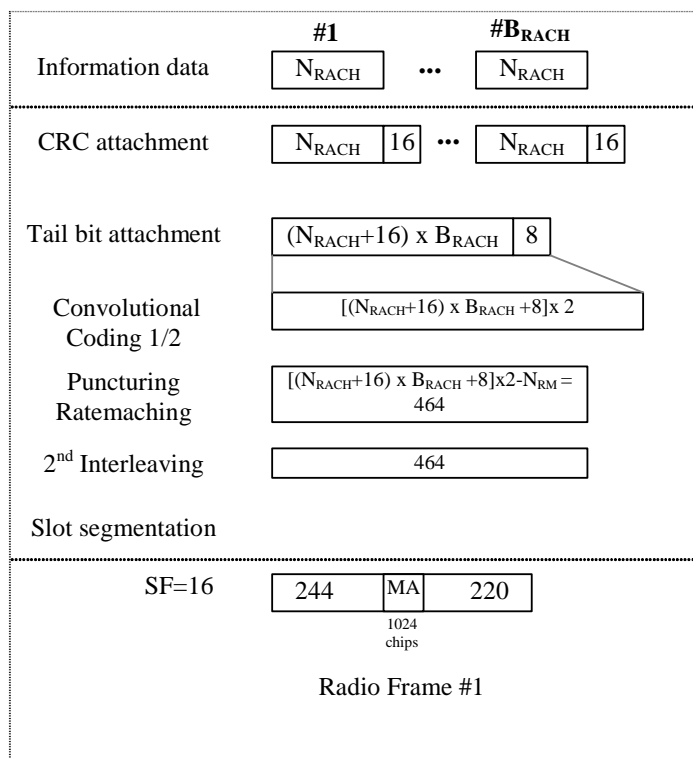 #1 #B_RACH
Information data N_RACH ••• N_RACH
CRC attachment N_RACH 16 ••• N_RACH 16
Tail bit attachment (N_RACH+16) x B_RACH 8
Convolutional
Coding 1/2
[(N_RACH+16) x B_RACH +8]x 2
Puncturing
Ratemaching
[(N_RACH+16) x B_RACH +8]x2-N_RM =
464
2nd Interleaving 464
Slot segmentation
SF=16 244 MA 220
1024
chips
Radio Frame #1